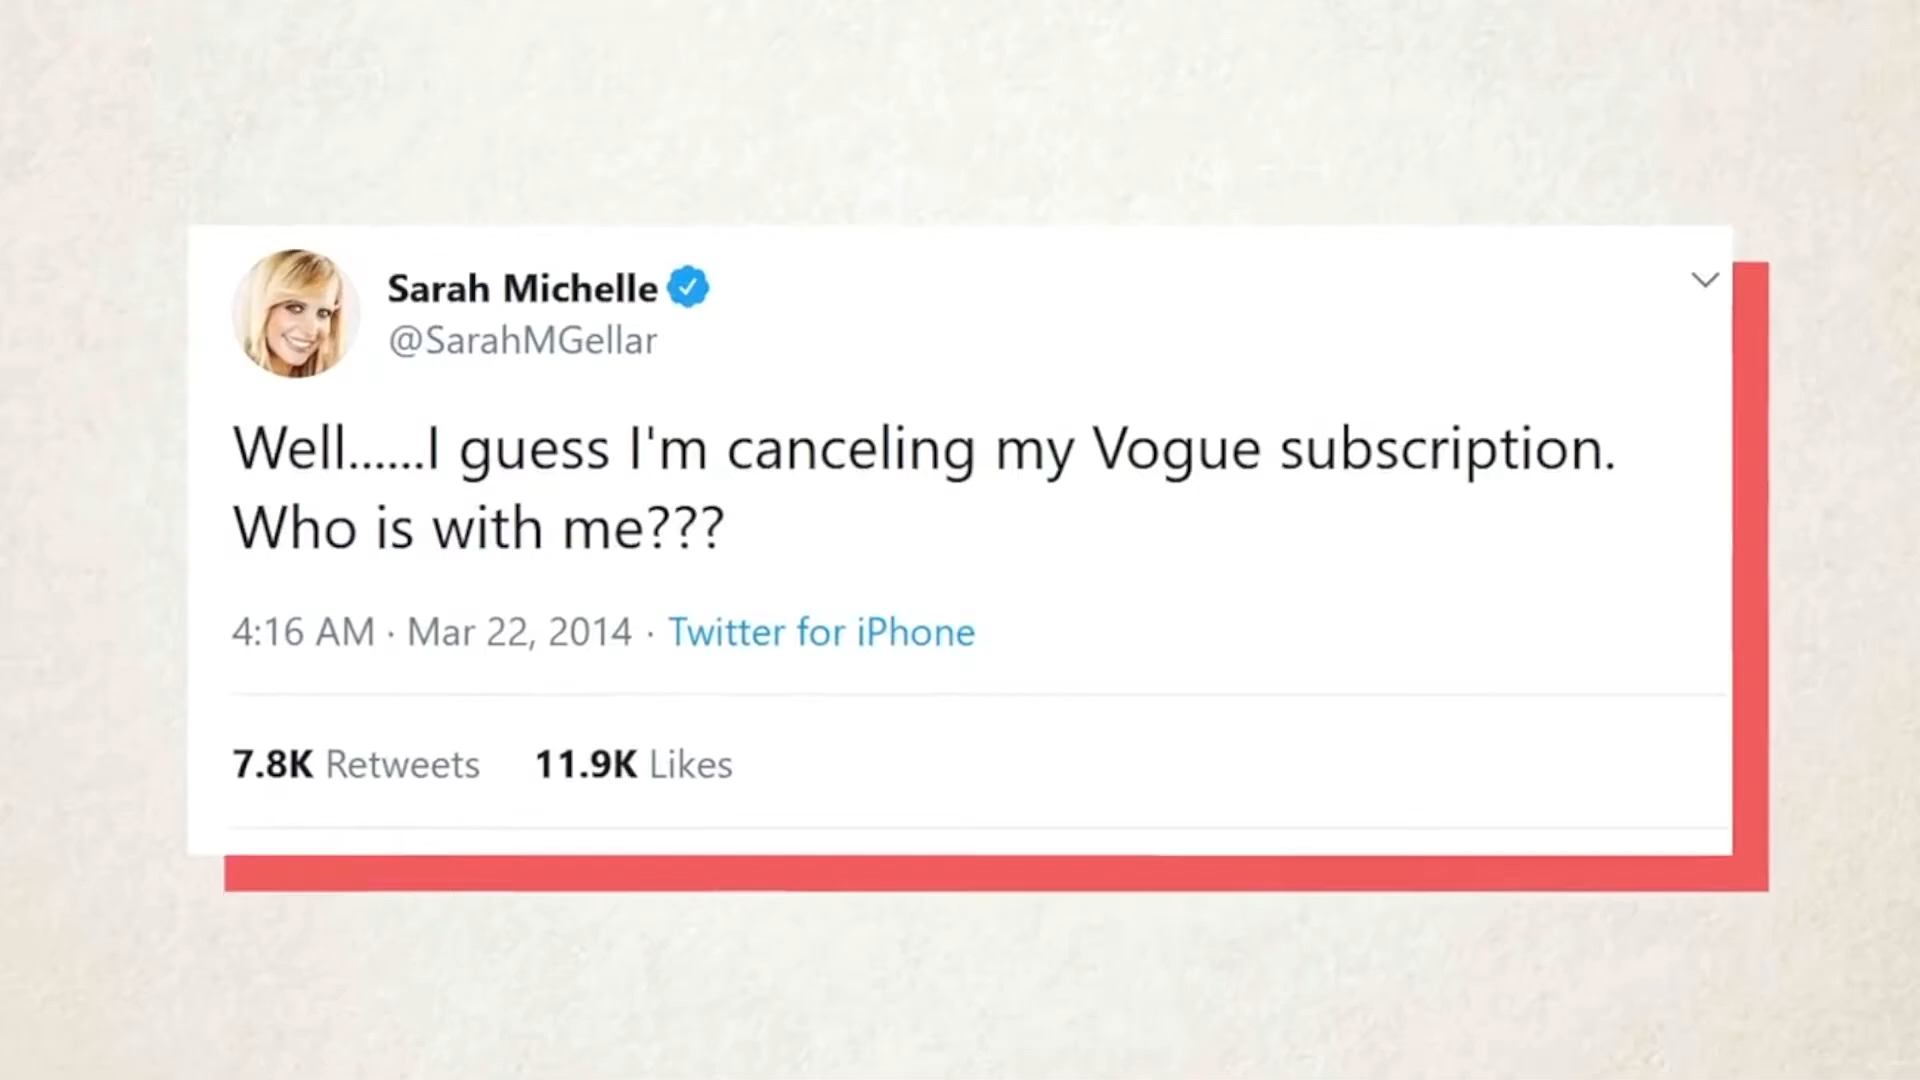 Sarah Michelle
@SarahMGellar
Well......I guess I'm canceling my Vogue subscription.
Who is with me???
4:16 AM · Mar 22, 2014 · Twitter for iPhone
7.8K Retweets 11.9K Likes